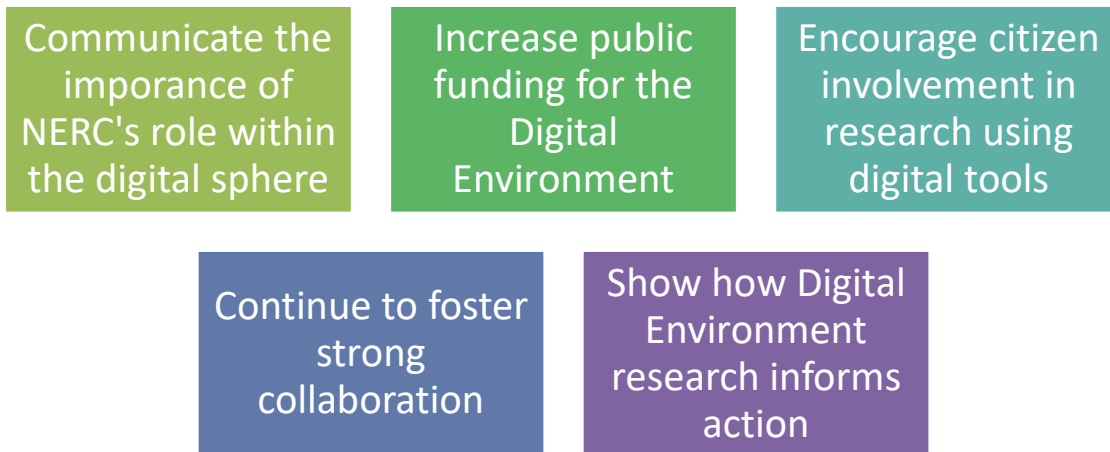 Communicate the
imporance of
NERC's role within
the digital sphere
Increase public
funding for the
Digital
Environment
Encourage citizen
involvement in
research using
digital tools
Continue to foster
strong
collaboration
Show how Digital
Environment
research informs
action